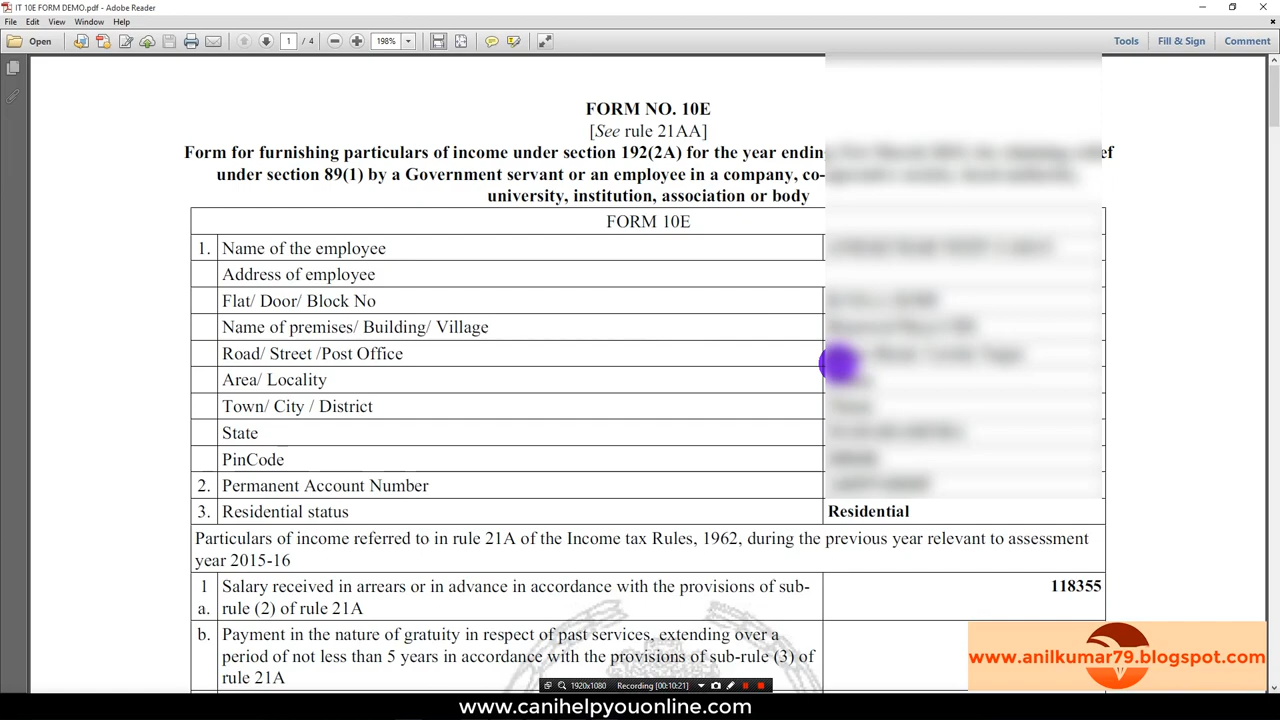 IT 10E FORM DEMO.pdf - Adobe Reader
File Edit View Window Help
Open 1 / 4 198% Tools Fill & Sign Comment
FORM NO. 10E
[See rule 21AA]
Form for furnishing particulars of income under section 192(2A) for the year ending
under section 89(1) by a Government servant or an employee in a company, co-
university, institution, association or body
FORM 10E
1. Name of the employee
Address of employee
Flat/ Door/ Block No
Name of premises/ Building/ Village
Road/ Street /Post Office
Area/ Locality
Town/ City / District
State
PinCode
2. Permanent Account Number
3. Residential status Residential
Particulars of income referred to in rule 21A of the Income tax Rules, 1962, during the previous year relevant to assessment
year 2015-16
1 Salary received in arrears or in advance in accordance with the provisions of sub- 118355
a. rule (2) of rule 21A
b. Payment in the nature of gratuity in respect of past services, extending over a
period of not less than 5 years in accordance with the provisions of sub-rule (3) of
rule 21A
www.anilkumar79.blogspot.com
1920x1080 Recording [00:10:21]
www.canihelpyouonline.com